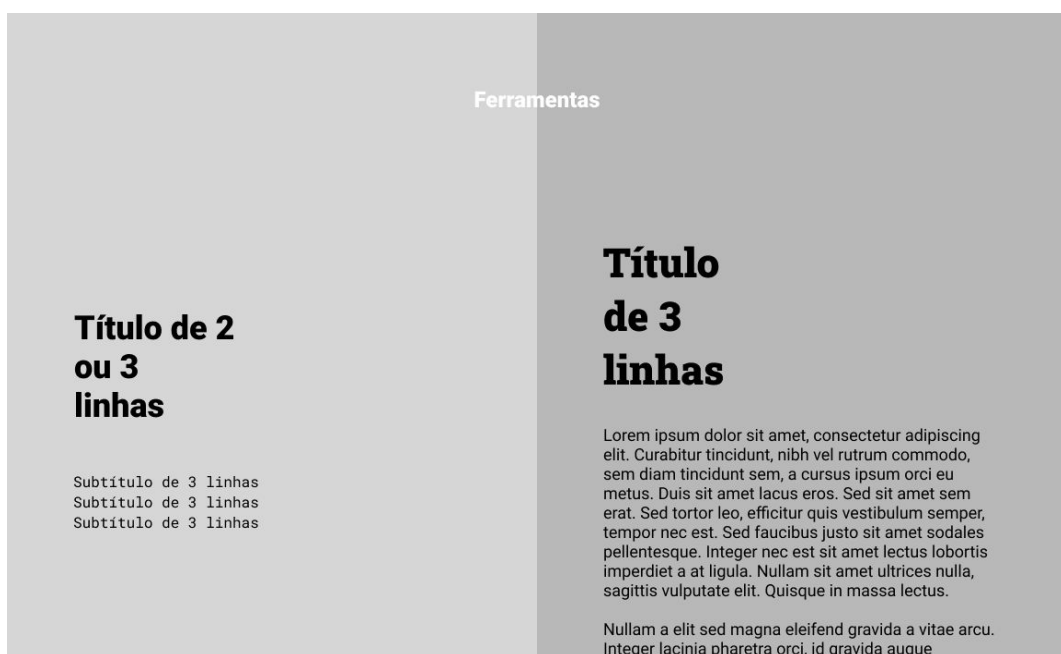 Ferramentas
Título de 2
ou 3
linhas
Subtítulo de 3 linhas
Subtítulo de 3 linhas
Subtítulo de 3 linhas
Título
de 3
linhas
Lorem ipsum dolor sit amet, consectetur adipiscing
elit. Curabitur tincidunt, nibh vel rutrum commodo,
sem diam tincidunt sem, a cursus ipsum orci eu
metus. Duis sit amet lacus eros. Sed sit amet sem
erat. Sed tortor leo, efficitur quis vestibulum semper,
tempor nec est. Sed faucibus justo sit amet sodales
pellentesque. Integer nec est sit amet lectus lobortis
imperdiet a at ligula. Nullam sit amet ultrices nulla,
sagittis vulputate elit. Quisque in massa lectus.
Nullam a elit sed magna eleifend gravida a vitae arcu.
Integer lacinia pharetra orci, id gravida augue